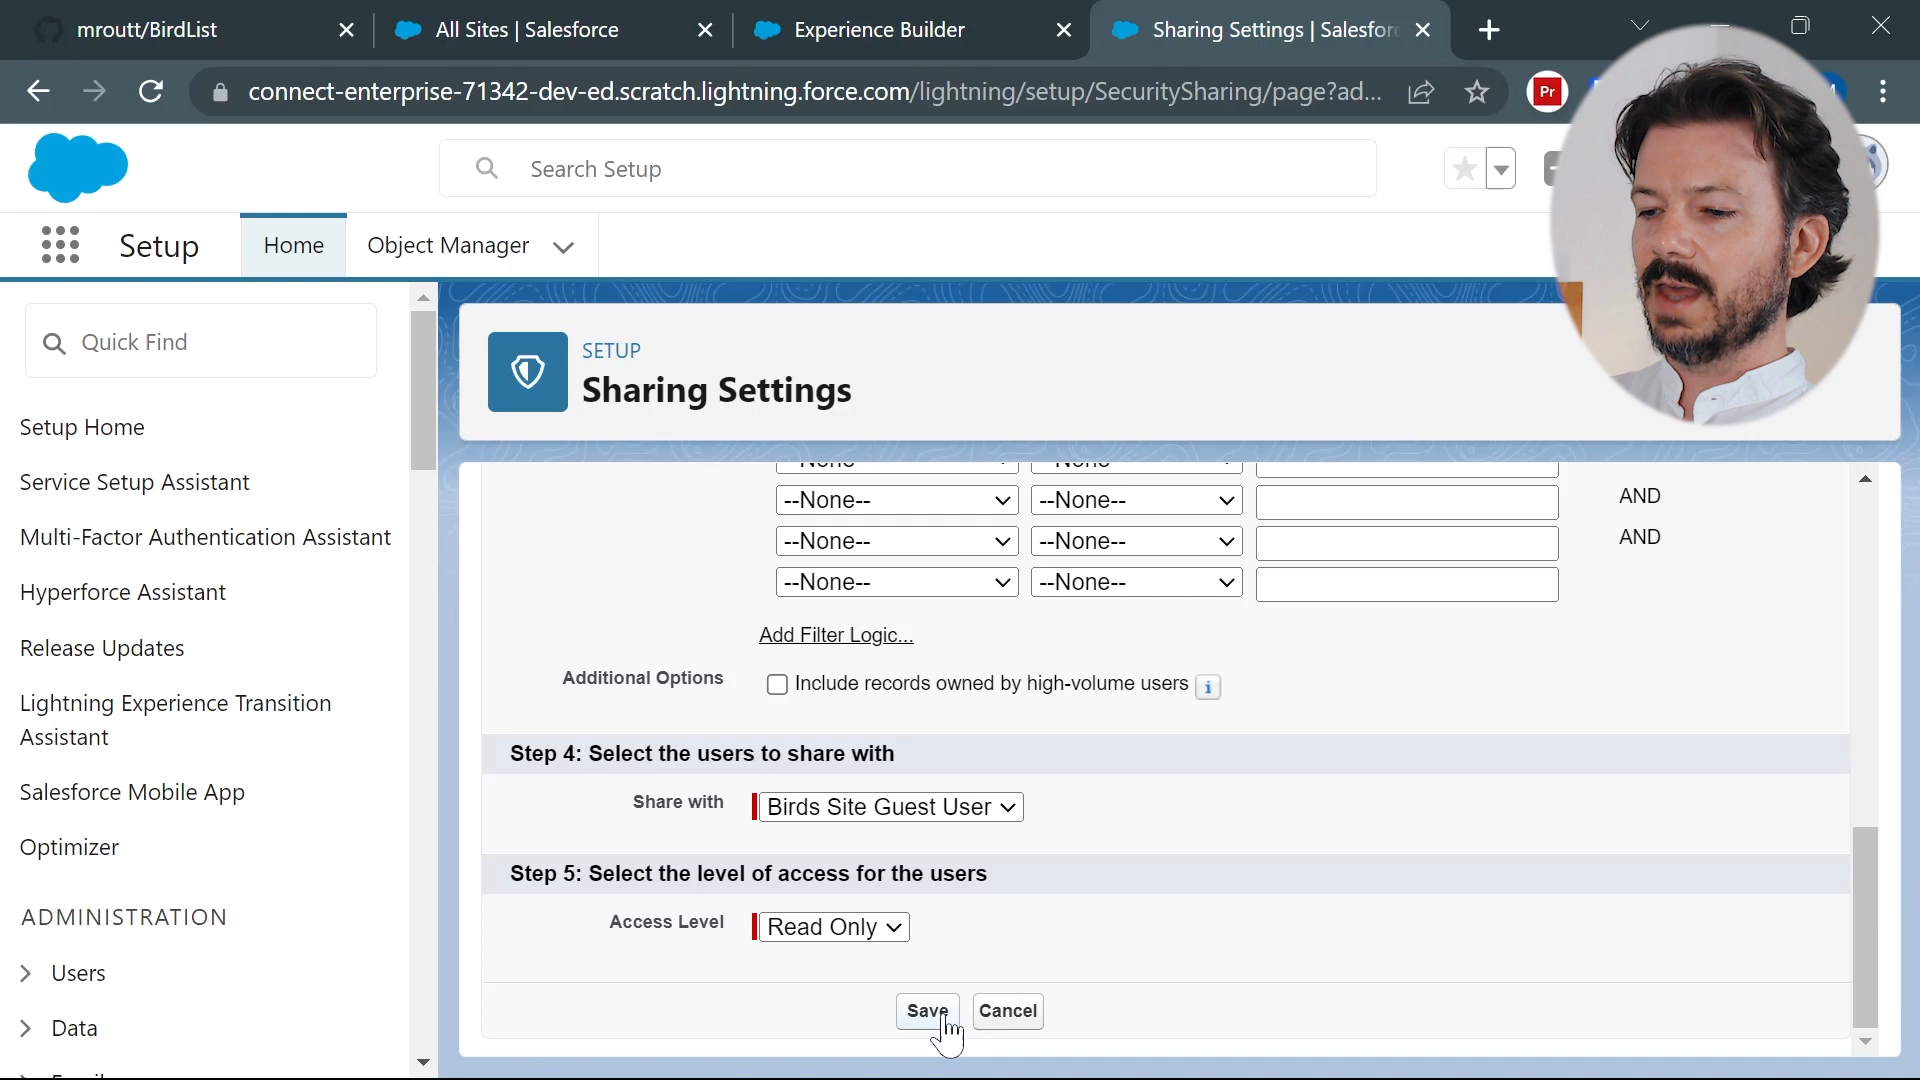 mroutt/BirdList
All Sites | Salesforce
Experience Builder
Sharing Settings | Salesfor
connect-enterprise-71342-dev-ed.scratch.lightning.force.com/lightning/setup/SecuritySharing/page?ad...
Pr
Search Setup
Setup
Home
Object Manager
Quick Find
Setup Home
Service Setup Assistant
Multi-Factor Authentication Assistant
Hyperforce Assistant
Release Updates
Lightning Experience Transition
Assistant
Salesforce Mobile App
Optimizer
ADMINISTRATION
Users
Data
SETUP
Sharing Settings
--None-- --None-- AND
--None-- --None-- AND
--None-- --None--
Add Filter Logic...
Additional Options Include records owned by high-volume users i
Step 4: Select the users to share with
Share with Birds Site Guest User
Step 5: Select the level of access for the users
Access Level Read Only
Save Cancel